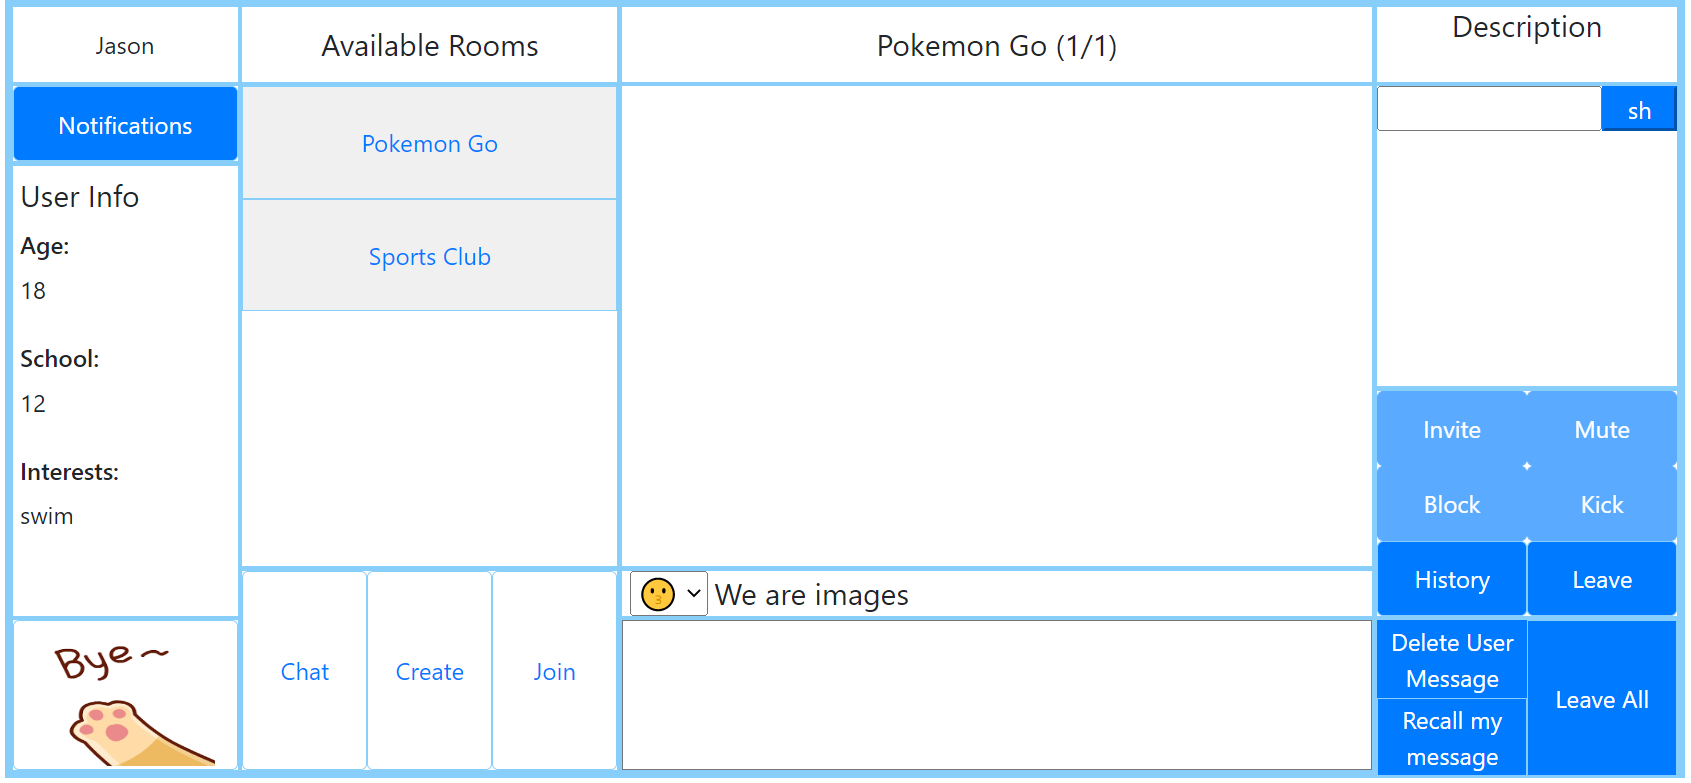 Jason
Available Rooms
Pokemon Go (1/1)
Description
Notifications
Pokemon Go
Sports Club
sh
User Info
Age:
18
School:
12
Interests:
swim
Invite
Mute
Block
Kick
History
Leave
We are images
Bye~
Chat
Create
Join
Delete User
Message
Recall my
message
Leave All